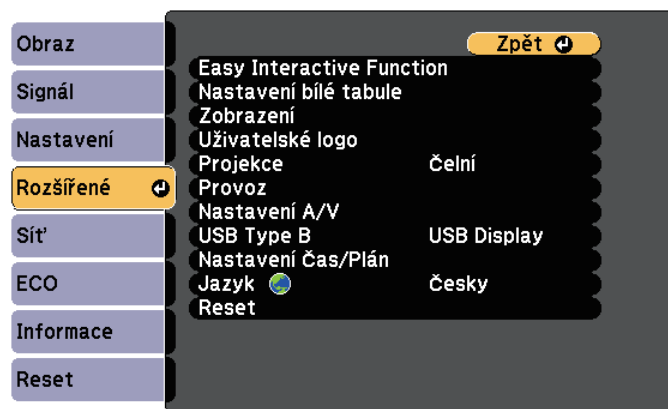 Obraz
Signál
Nastavení
Rozšířené
Síť
ECO
Informace
Reset
Zpět
Easy Interactive Function
Nastavení bílé tabule
Zobrazení
Uživatelské logo
Projekce Čelní
Provoz
Nastavení A/V
USB Type B USB Display
Nastavení Čas/Plán
Jazyk Česky
Reset